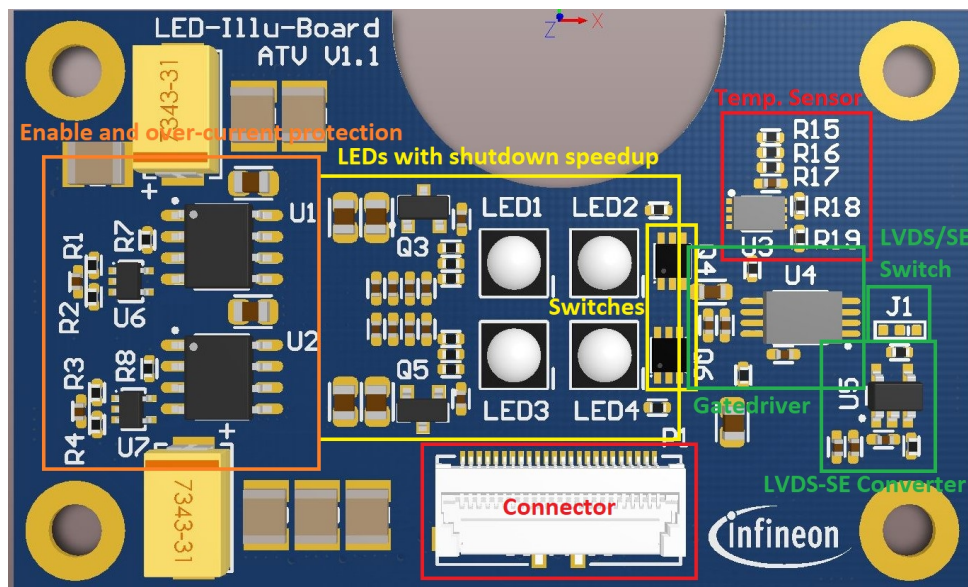 LED-Illu-Board
ATV V1.1
Z
X
7343-31
Enable and over-current protection
Temp. Sensor
LEDs with shutdown speedup
R15
R16
R17
R18
R19
U3
+
U1
R7
R1
R2
U6
Q3
LED1
LED2
Q4
Switches
U4
LVDS/SE
Switch
J1
U2
R8
R3
R4
U7
+
Q5
LED3
LED4
Q6
Gatedriver
U5
P1
LVDS-SE Converter
7343-31
Connector
infineon